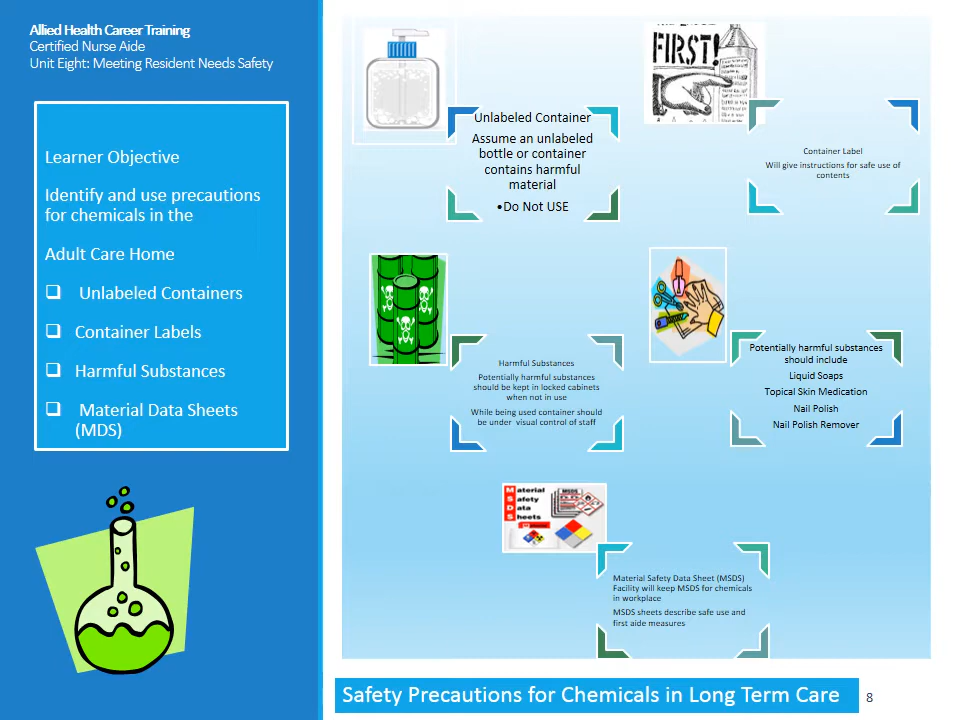 Allied Health Career Training
Certified Nurse Aide
Unit Eight: Meeting Resident Needs Safety
Learner Objective
Identify and use precautions
for chemicals in the
Adult Care Home
Unlabeled Containers
Container Labels
Harmful Substances
Material Data Sheets
(MDS)
Unlabeled Container
Assume an unlabeled
bottle or container
contains harmful
material
•Do Not USE
FIRST!
Container Label
Will give instructions for safe use of
contents
Harmful Substances
Potentially harmful substances
should be kept in locked cabinets
when not in use
While being used container should
be under visual control of staff
Potentially harmful substances
should include
Liquid Soaps
Topical Skin Medication
Nail Polish
Nail Polish Remover
Material
Safety
Data
Sheets
MSDS
Material Safety Data Sheet (MSDS)
Facility will keep MSDS for chemicals
in workplace
MSDS sheets describe safe use and
first aide measures
Safety Precautions for Chemicals in Long Term Care
8